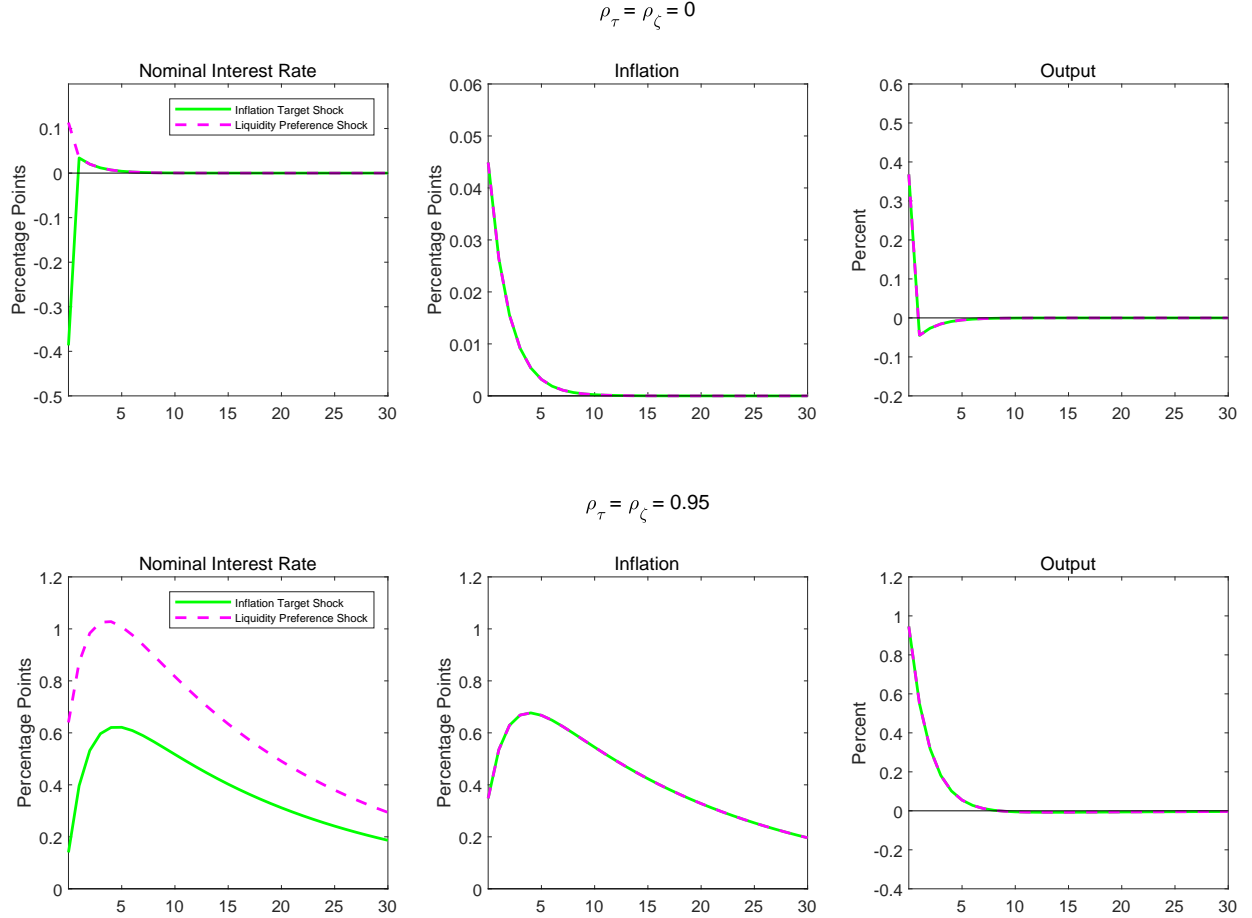 ρ_τ = ρ_ζ = 0
Nominal Interest Rate
Inflation
Output
Inflation Target Shock
Liquidity Preference Shock
Percentage Points
0.1
0
-0.1
-0.2
-0.3
-0.4
-0.5
5 10 15 20 25 30
Percentage Points
0.06
0.05
0.04
0.03
0.02
0.01
0
5 10 15 20 25 30
Percent
0.6
0.5
0.4
0.3
0.2
0.1
0
-0.1
-0.2
5 10 15 20 25 30
ρ_τ = ρ_ζ = 0.95
Nominal Interest Rate
Inflation
Output
Inflation Target Shock
Liquidity Preference Shock
Percentage Points
1.2
1
0.8
0.6
0.4
0.2
0
5 10 15 20 25 30
Percentage Points
1.2
1
0.8
0.6
0.4
0.2
0
5 10 15 20 25 30
Percent
1.2
1
0.8
0.6
0.4
0.2
0
-0.2
-0.4
5 10 15 20 25 30